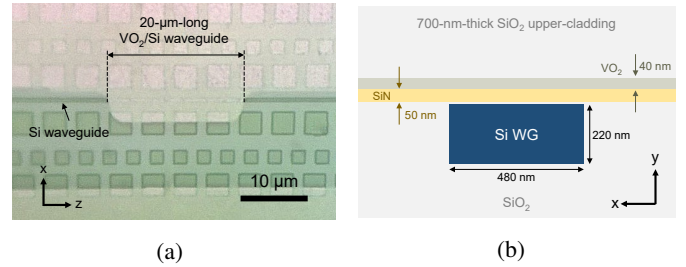 20-μm-long
VO₂/Si waveguide
Si waveguide
x
z
10 μm
(a)
700-nm-thick SiO₂ upper-cladding
VO₂
40 nm
SiN
50 nm
Si WG
220 nm
480 nm
SiO₂
y
x
(b)